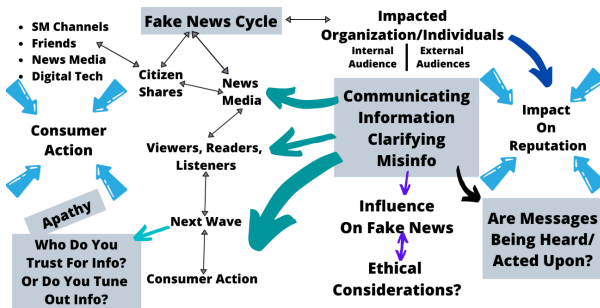 • SM Channels
• Friends
• News Media
• Digital Tech
Fake News Cycle
Impacted
Organization/Individuals
Internal
Audience
External
Audiences
Citizen
Shares
News
Media
Consumer
Action
Communicating
Information
Clarifying
Misinfo
Impact
On
Reputation
Viewers, Readers,
Listeners
Apathy
Who Do You
Trust For Info?
Or Do You Tune
Out Info?
Next Wave
Consumer Action
Influence
On Fake News
Ethical
Considerations?
Are Messages
Being Heard/
Acted Upon?